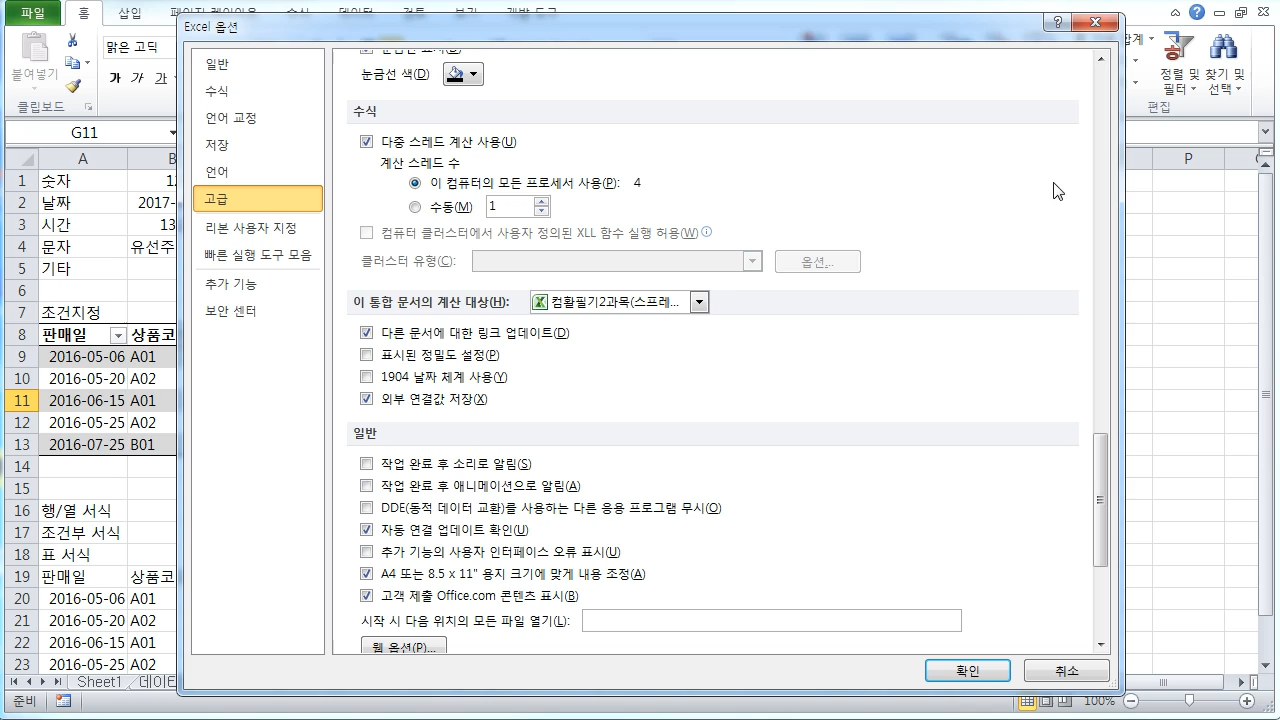 파일
홈
삽입
Excel 옵션
붙여넣기
맑은 고딕
가 가 가
클립보드
정렬 및
필터
찾기 및
선택
편집
G11
A
B
P
1 숫자
2 날짜 2017-
3 시간 13
4 문자 유선주
5 기타
6
7 조건지정
8 판매일 상품코
9 2016-05-06 A01
10 2016-05-20 A02
11 2016-06-15 A01
12 2016-05-25 A02
13 2016-07-25 B01
14
15
16 행/열 서식
17 조건부 서식
18 표 서식
19 판매일 상품코
20 2016-05-06 A01
21 2016-05-20 A02
22 2016-06-15 A01
23 2016-05-25 A02
Sheet1 데이터
준비
100%
일반
수식
언어 교정
저장
언어
고급
리본 사용자 지정
빠른 실행 도구 모음
추가 기능
보안 센터
눈금선 색(D)
수식
다중 스레드 계산 사용(U)
계산 스레드 수
이 컴퓨터의 모든 프로세서 사용(P): 4
수동(M) 1
컴퓨터 클러스터에서 사용자 정의된 XLL 함수 실행 허용(W)
클러스터 유형(C): 옵션...
이 통합 문서의 계산 대상(H): 컴활필기2과목(스프레...
다른 문서에 대한 링크 업데이트(D)
표시된 정밀도 설정(P)
1904 날짜 체계 사용(Y)
외부 연결값 저장(X)
일반
작업 완료 후 소리로 알림(S)
작업 완료 후 애니메이션으로 알림(A)
DDE(동적 데이터 교환)를 사용하는 다른 응용 프로그램 무시(O)
자동 연결 업데이트 확인(U)
추가 기능의 사용자 인터페이스 오류 표시(U)
A4 또는 8.5 x 11" 용지 크기에 맞게 내용 조정(A)
고객 제출 Office.com 콘텐츠 표시(B)
시작 시 다음 위치의 모든 파일 열기(L):
웹 옵션(P)...
확인
취소